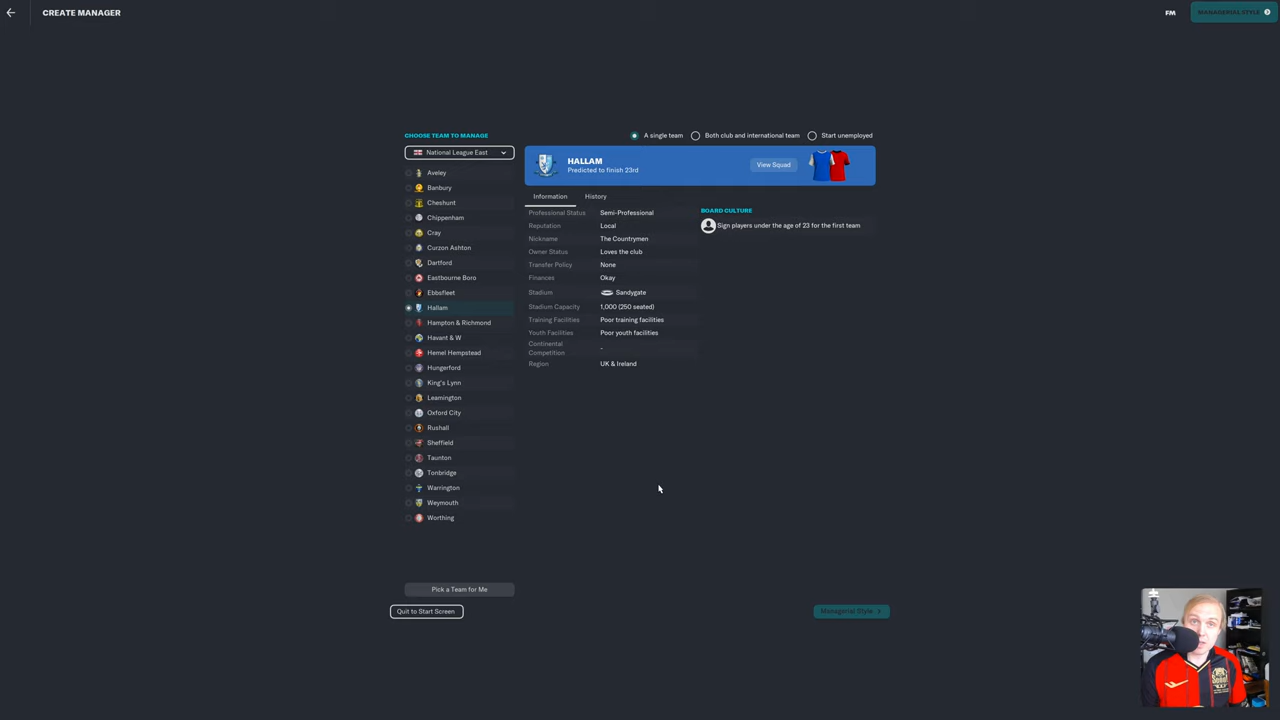 CREATE MANAGER
FM
MANAGERIAL STYLE
CHOOSE TEAM TO MANAGE
A single team
Both club and international team
Start unemployed
National League East
Aveley
Banbury
Cheshunt
Chippenham
Cray
Curzon Ashton
Dartford
Eastbourne Boro
Ebbsfleet
Hallam
Hampton & Richmond
Havant & W
Hemel Hempstead
Hungerford
King's Lynn
Leamington
Oxford City
Rushall
Sheffield
Taunton
Tonbridge
Warrington
Weymouth
Worthing
HALLAM
Predicted to finish 23rd
View Squad
Information
History
Professional Status Semi-Professional
Reputation Local
Nickname The Countrymen
Owner Status Loves the club
Transfer Policy None
Finances Okay
Stadium Sandygate
Stadium Capacity 1,000 (250 seated)
Training Facilities Poor training facilities
Youth Facilities Poor youth facilities
Continental Competition -
Region UK & Ireland
BOARD CULTURE
Sign players under the age of 23 for the first team
Pick a Team for Me
Quit to Start Screen
Managerial Style